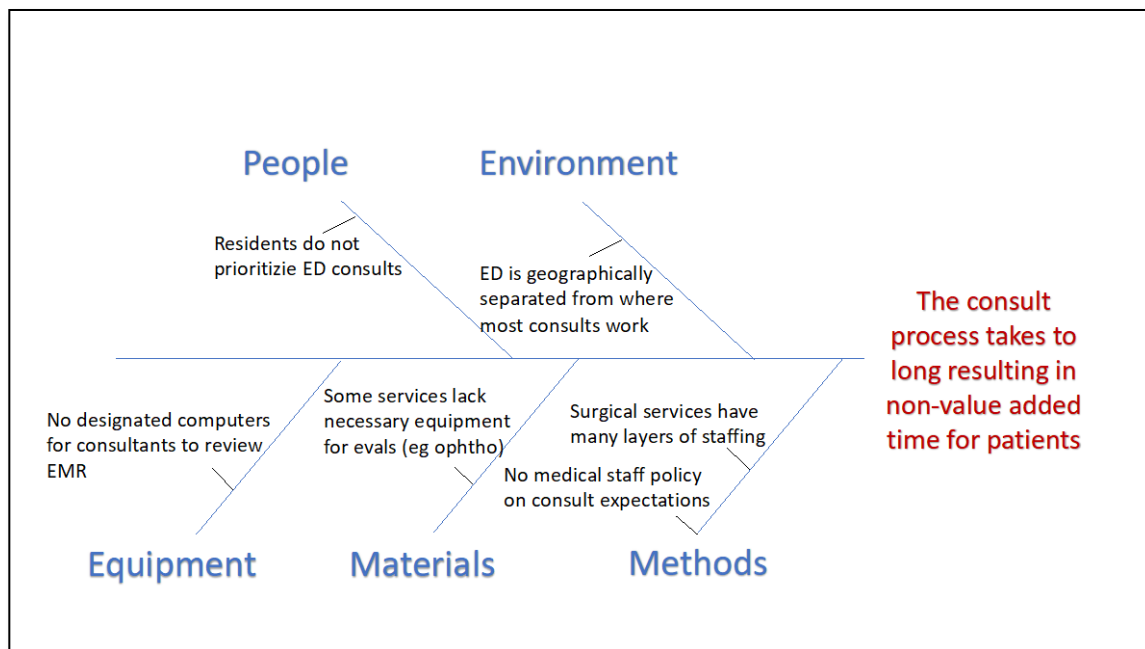 People
Environment
Residents do not
prioritizie ED consults
ED is geographically
separated from where
most consults work
The consult
process takes to
long resulting in
non-value added
time for patients
No designated computers
for consultants to review
EMR
Some services lack
necessary equipment
for evals (eg ophtho)
Surgical services have
many layers of staffing
No medical staff policy
on consult expectations
Equipment
Materials
Methods